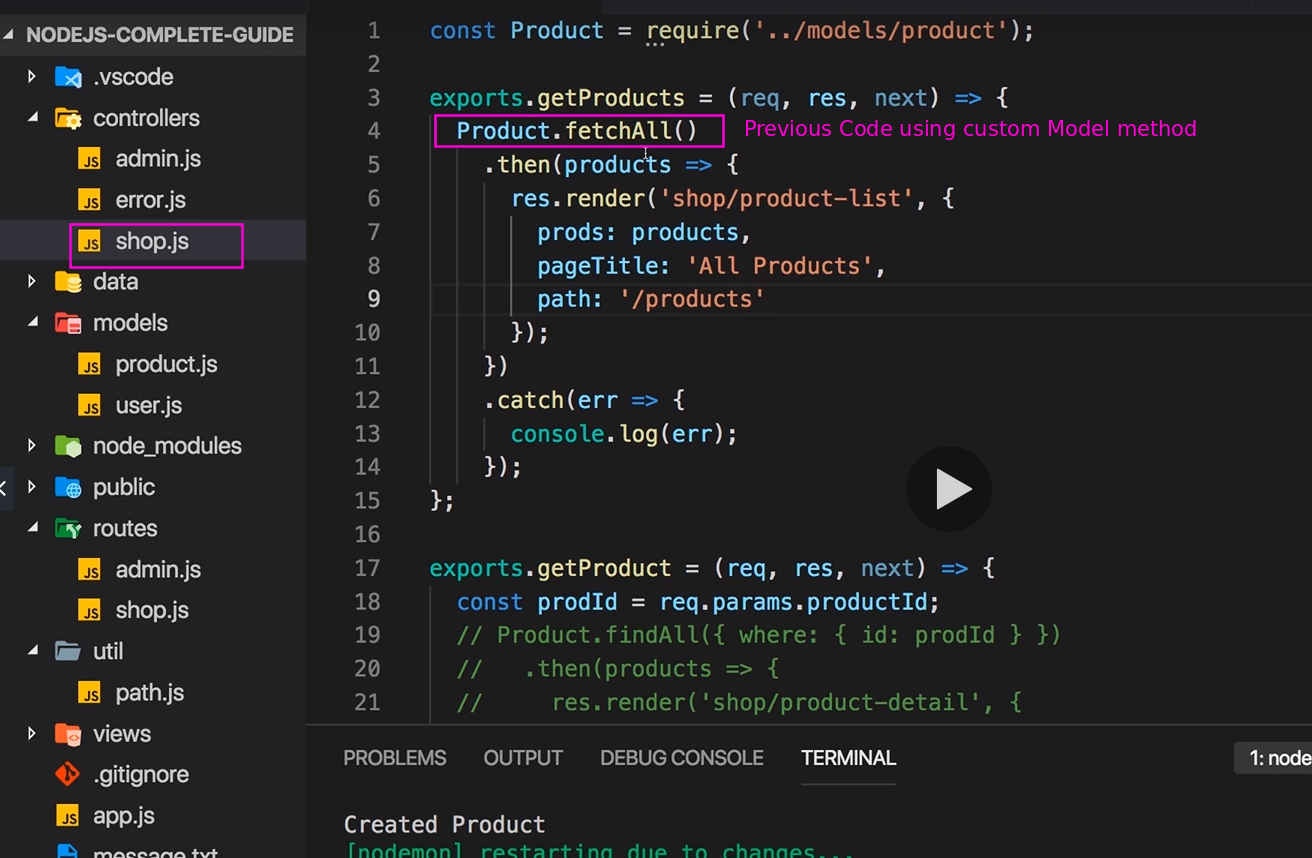 NODEJS-COMPLETE-GUIDE
.vscode
controllers
JS admin.js
JS error.js
JS shop.js
data
models
JS product.js
JS user.js
node_modules
public
routes
JS admin.js
JS shop.js
util
JS path.js
views
.gitignore
JS app.js
message.txt
1 const Product = require('../models/product');
2
3 exports.getProducts = (req, res, next) => {
4 Product.fetchAll() Previous Code using custom Model method
5 .then(products => {
6 res.render('shop/product-list', {
7 prods: products,
8 pageTitle: 'All Products',
9 path: '/products'
10 });
11 })
12 .catch(err => {
13 console.log(err);
14 });
15 };
16
17 exports.getProduct = (req, res, next) => {
18 const prodId = req.params.productId;
19 // Product.findAll({ where: { id: prodId } })
20 // .then(products => {
21 // res.render('shop/product-detail', {
PROBLEMS OUTPUT DEBUG CONSOLE TERMINAL 1: node
Created Product
[nodemon] restarting due to changes...